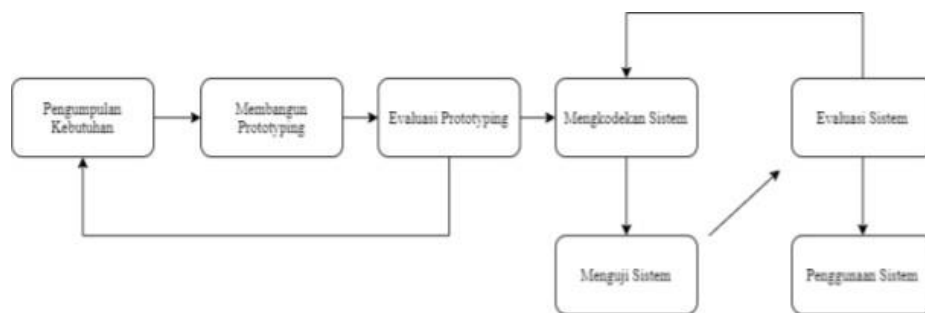 Pengumpulan
Kebutuhan
Membangun
Prototyping
Evaluasi Prototyping
Mengkodekan Sistem
Evaluasi Sistem
Menguji Sistem
Penggunaan Sistem